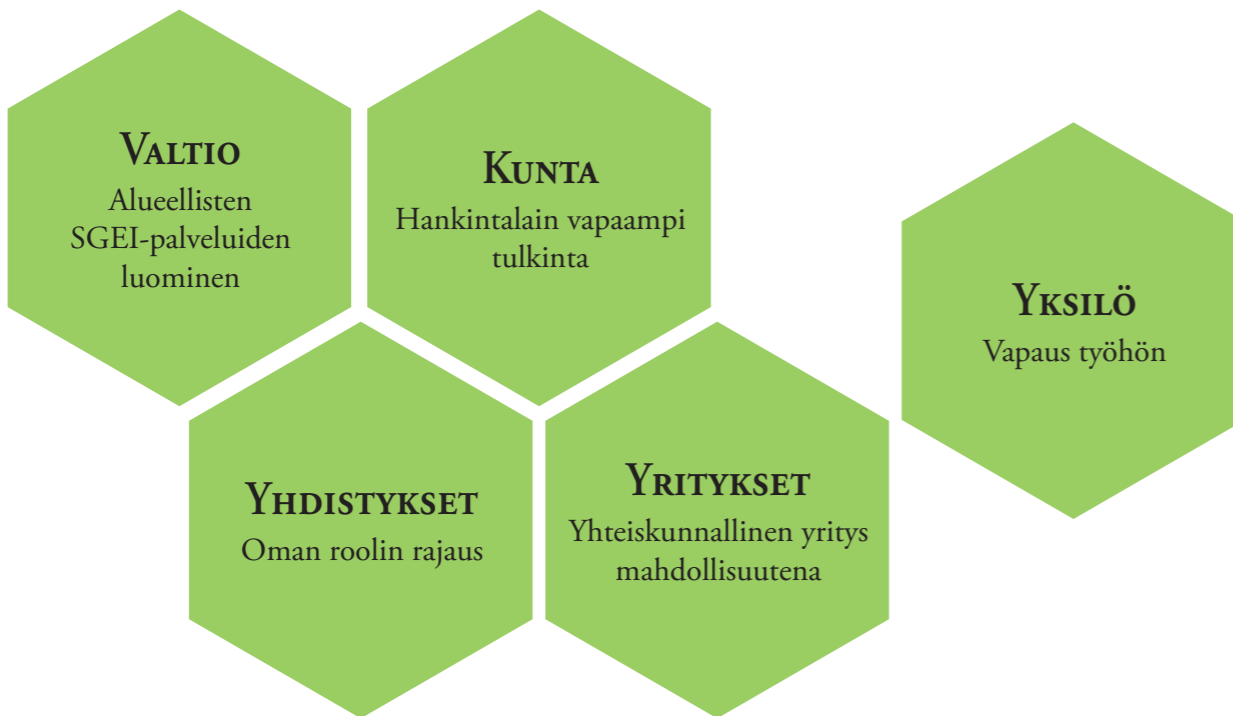 Valtio
Alueellisten
SGEI-palveluiden
luominen
Kunta
Hankintalain vapaampi
tulkinta
Yksilö
Vapaus työhön
Yhdistykset
Oman roolin rajaus
Yritykset
Yhteiskunnallinen yritys
mahdollisuutena